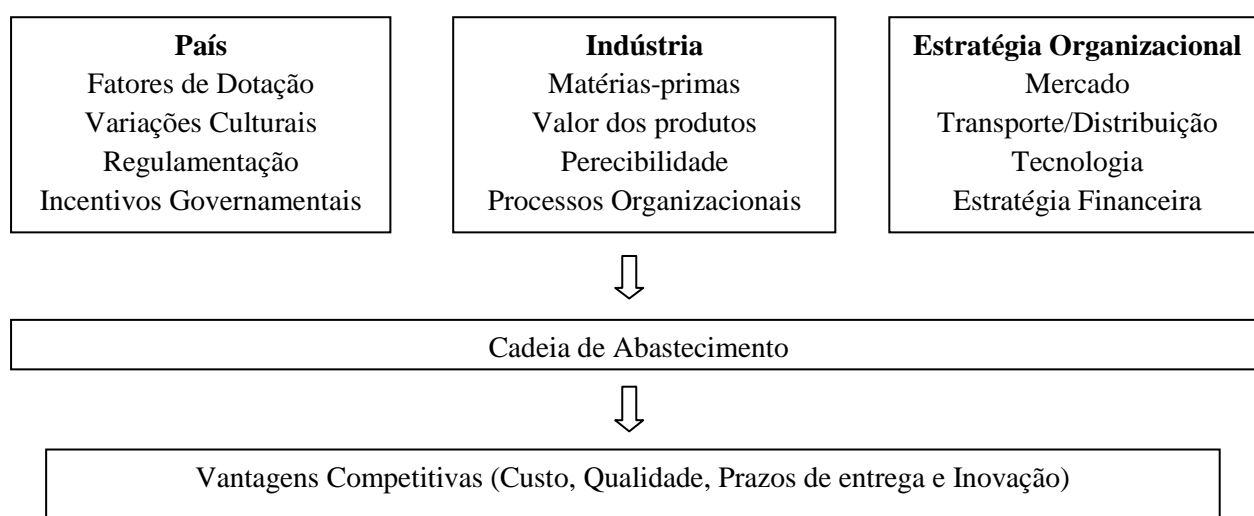 País
Fatores de Dotação
Variações Culturais
Regulamentação
Incentivos Governamentais
Indústria
Matérias-primas
Valor dos produtos
Perecibilidade
Processos Organizacionais
Estratégia Organizacional
Mercado
Transporte/Distribuição
Tecnologia
Estratégia Financeira
Cadeia de Abastecimento
Vantagens Competitivas (Custo, Qualidade, Prazos de entrega e Inovação)